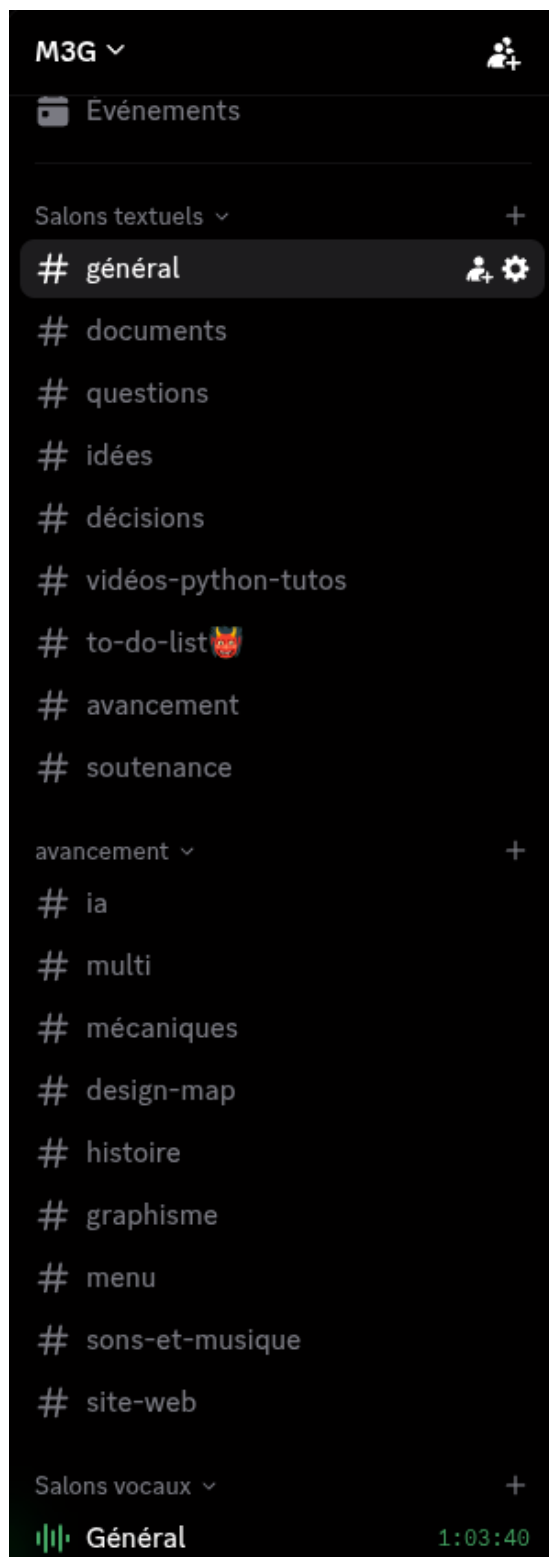 M3G
Événements
Salons textuels
général
documents
questions
idées
décisions
vidéos-python-tutos
to-do-list👹
avancement
soutenance
avancement
ia
multi
mécaniques
design-map
histoire
graphisme
menu
sons-et-musique
site-web
Salons vocaux
Général 1:03:40